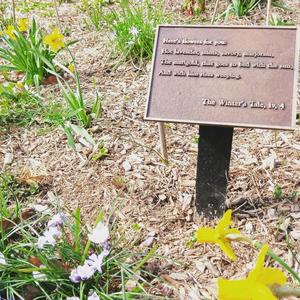 Here's flowers for you:
Hot lavender, mints, savory, marjoram,
The marigold, that goes to bed with the sun,
And with him rises weeping.
The Winter's Tale, iv, 4